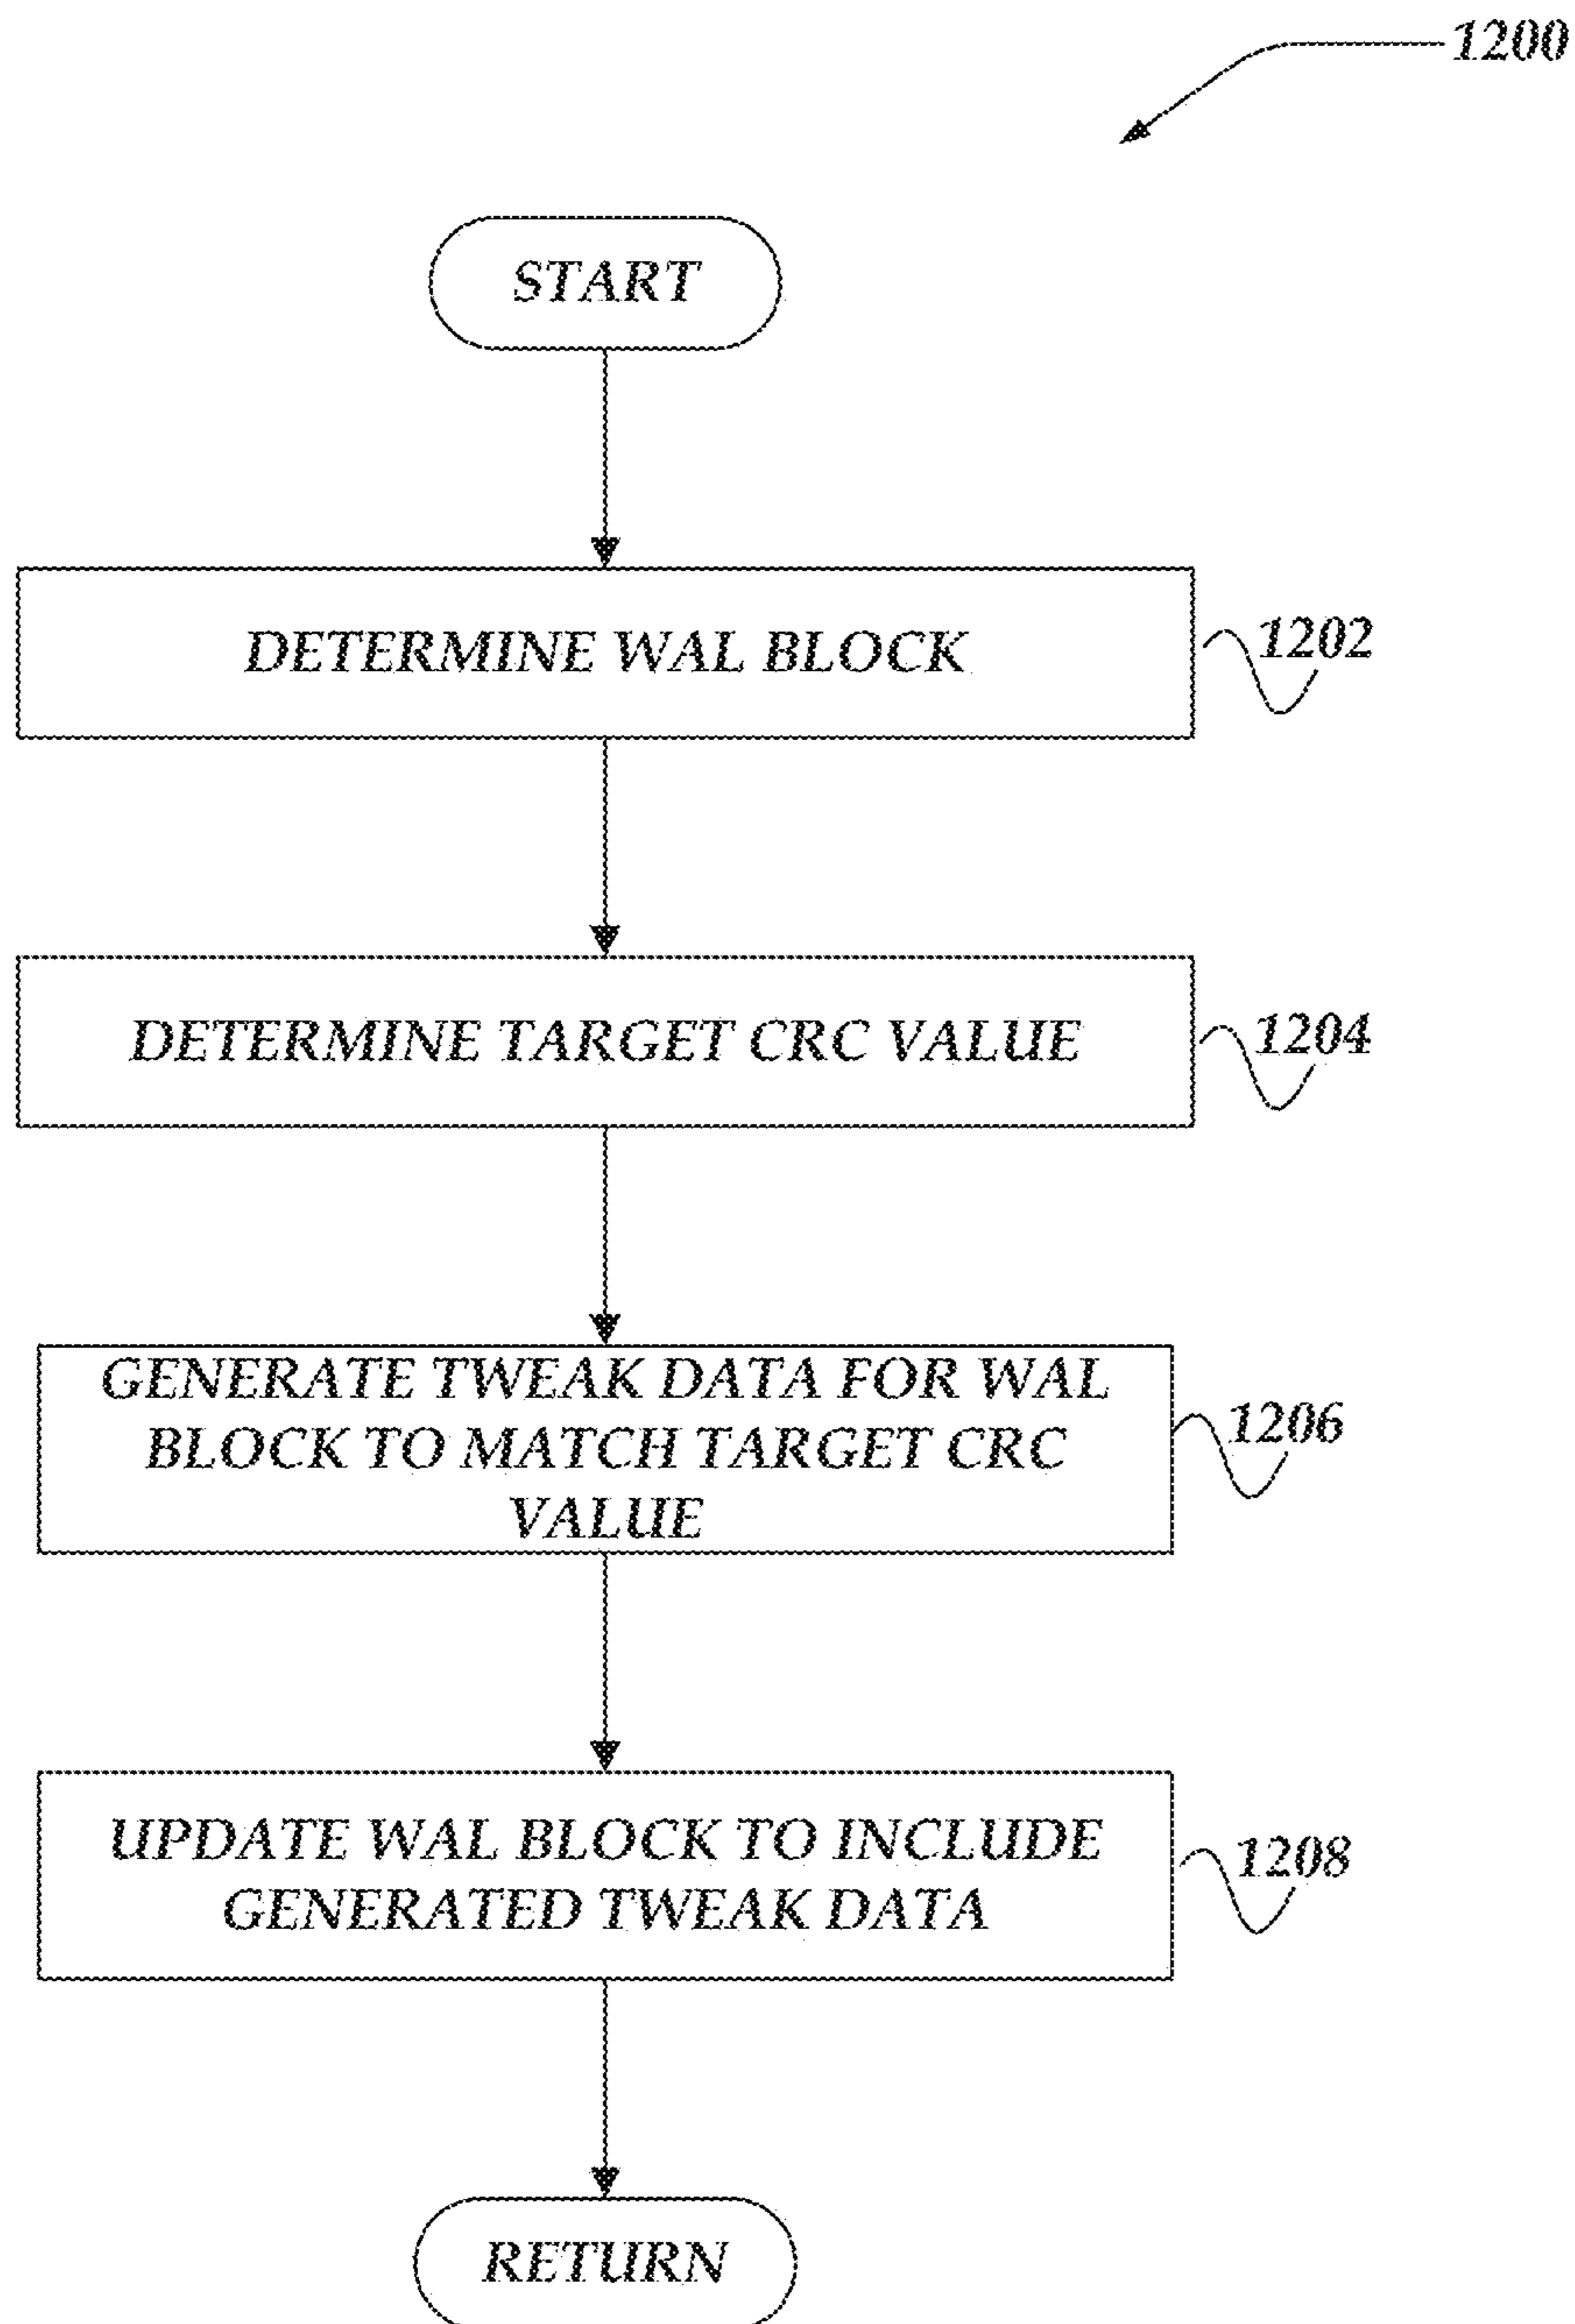 1200
START
DETERMINE WAL BLOCK
1202
DETERMINE TARGET CRC VALUE
1204
GENERATE TWEAK DATA FOR WAL
BLOCK TO MATCH TARGET CRC
VALUE
1206
UPDATE WAL BLOCK TO INCLUDE
GENERATED TWEAK DATA
1208
RETURN